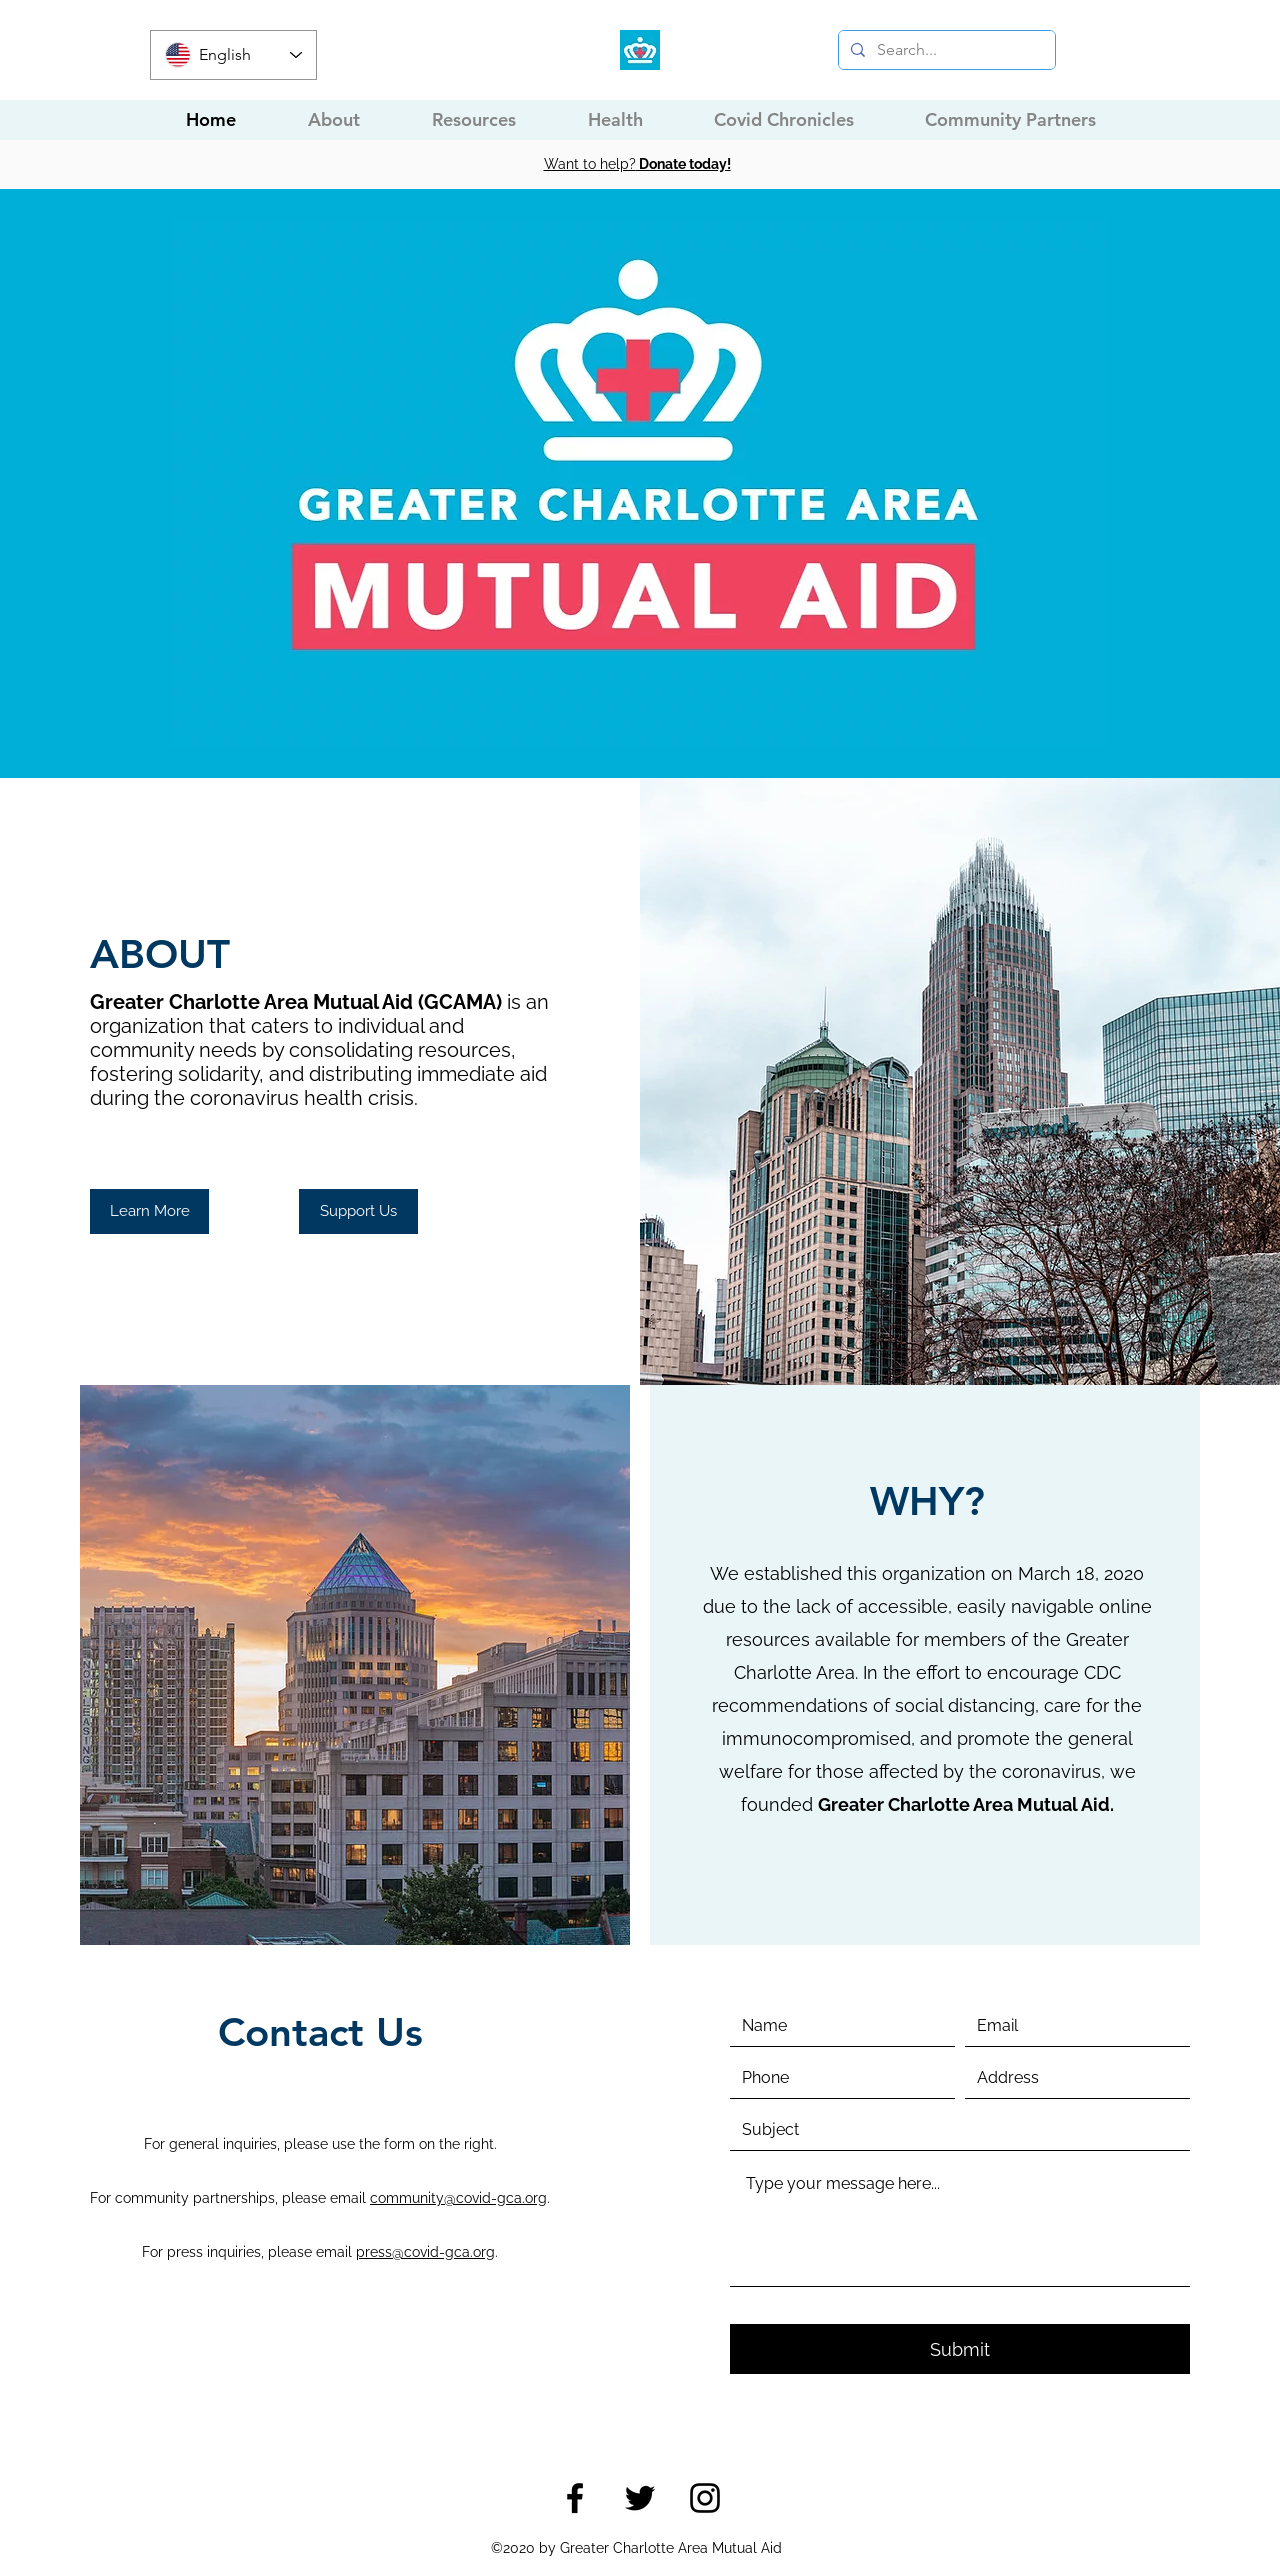 English
Search...
Home About Resources Health Covid Chronicles Community Partners
Want to help? Donate today!
GREATER CHARLOTTE AREA
MUTUAL AID
ABOUT
Greater Charlotte Area Mutual Aid (GCAMA) is an
organization that caters to individual and
community needs by consolidating resources,
fostering solidarity, and distributing immediate aid
during the coronavirus health crisis.
Learn More Support Us
wework
WHY?
We established this organization on March 18, 2020
due to the lack of accessible, easily navigable online
resources available for members of the Greater
Charlotte Area. In the effort to encourage CDC
recommendations of social distancing, care for the
immunocompromised, and promote the general
welfare for those affected by the coronavirus, we
founded Greater Charlotte Area Mutual Aid.
Contact Us
For general inquiries, please use the form on the right.
For community partnerships, please email community@covid-gca.org.
For press inquiries, please email press@covid-gca.org.
Name Email
Phone Address
Subject
Type your message here...
Submit
©2020 by Greater Charlotte Area Mutual Aid